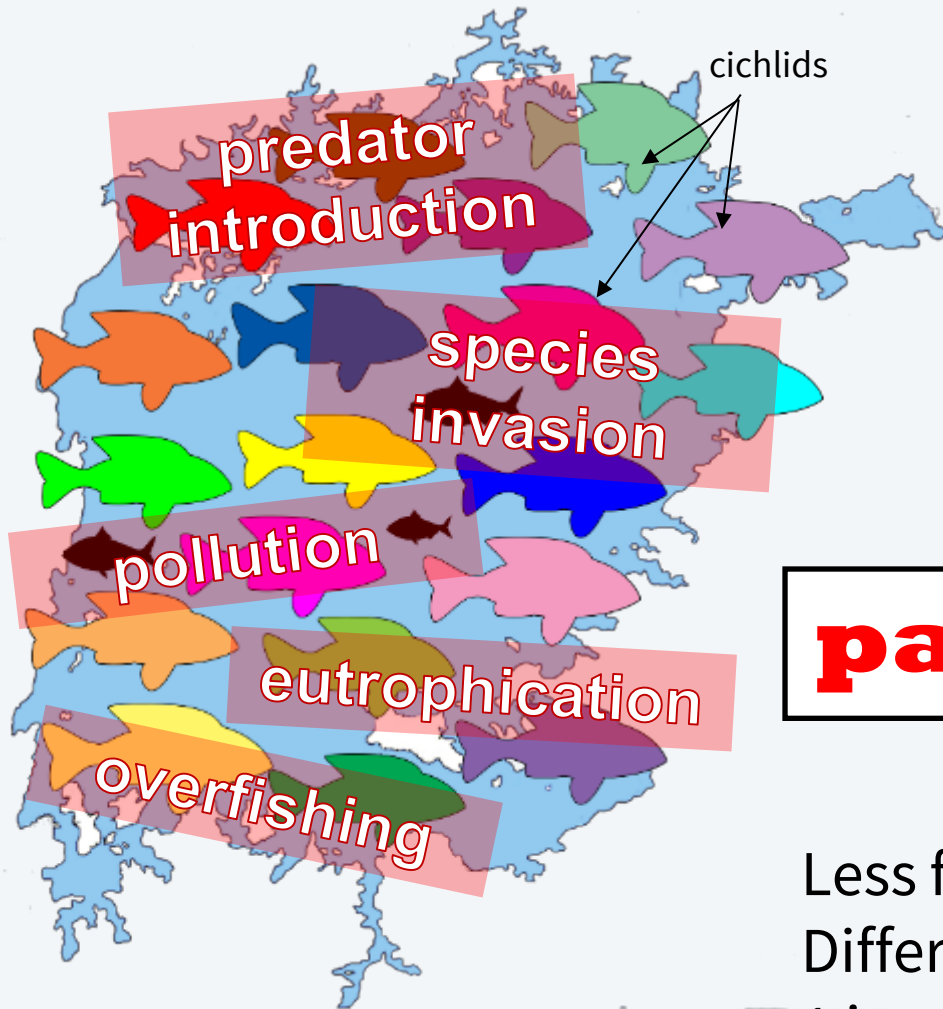 cichlids
predator
introduction
species
invasion
pollution
eutrophication
overfishing
pa
Less f
Differ